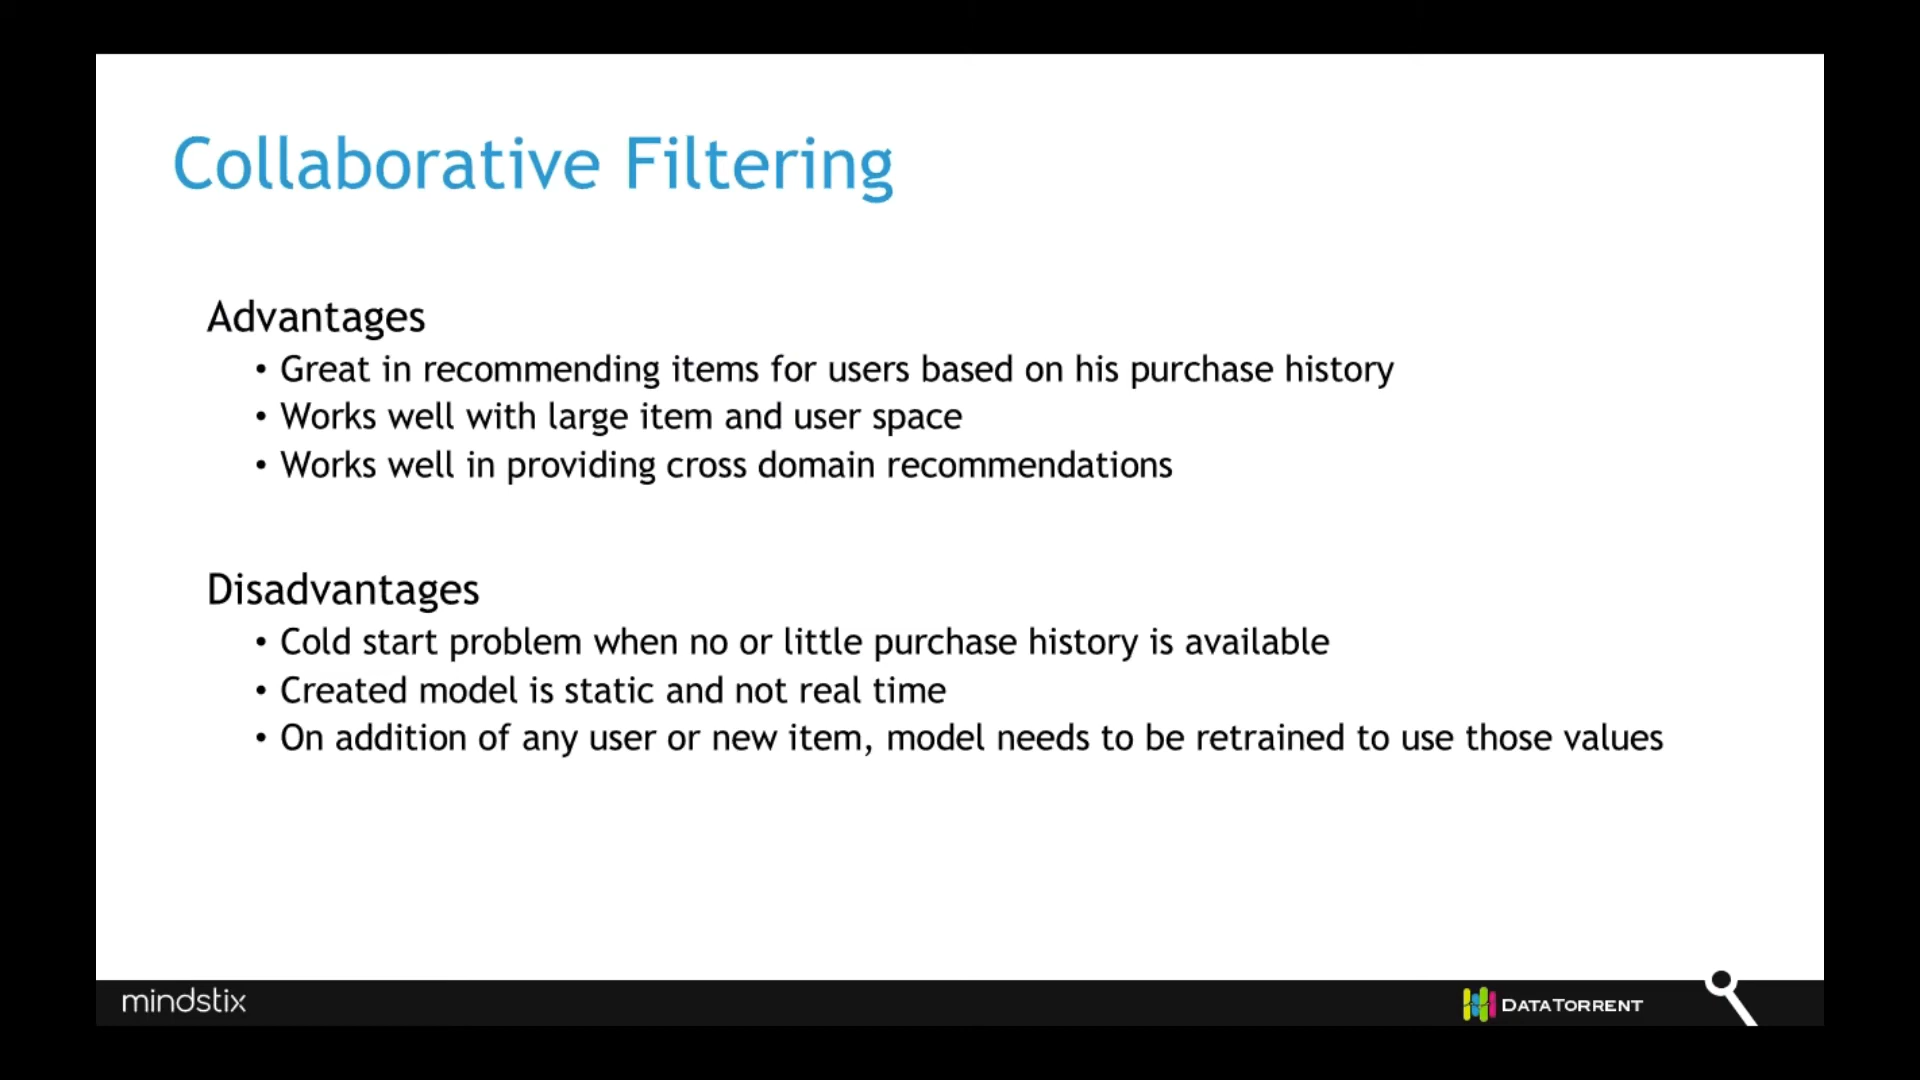 Collaborative Filtering
Advantages
• Great in recommending items for users based on his purchase history
• Works well with large item and user space
• Works well in providing cross domain recommendations
Disadvantages
• Cold start problem when no or little purchase history is available
• Created model is static and not real time
• On addition of any user or new item, model needs to be retrained to use those values
mindstix
DATATORRENT